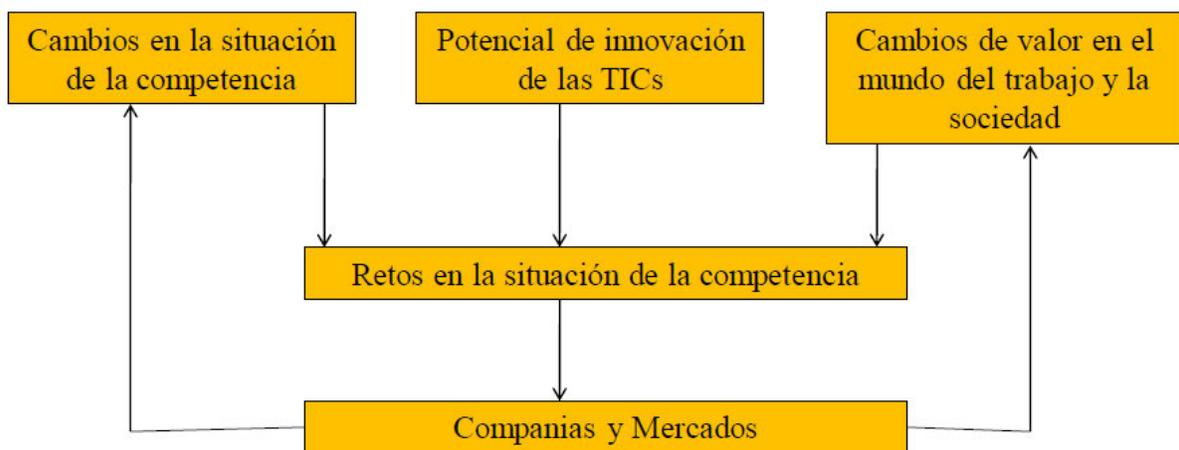 Cambios en la situación
de la competencia
Potencial de innovación
de las TICs
Cambios de valor en el
mundo del trabajo y la
sociedad
Retos en la situación de la competencia
Companias y Mercados